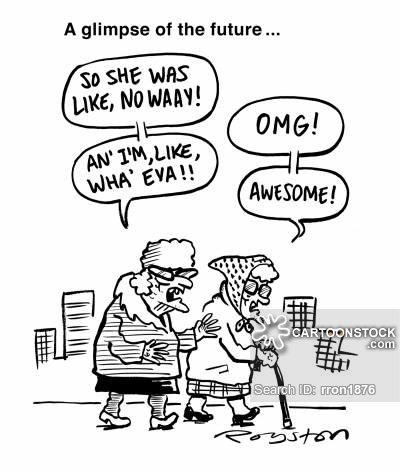 A glimpse of the future...
SO SHE WAS
LIKE, NO WAAY!
AN' I'M, LIKE,
WHA' EVA!!
OMG!
AWESOME!
CARTOONSTOCK
.com
Search ID: rron1876
ROYSTON